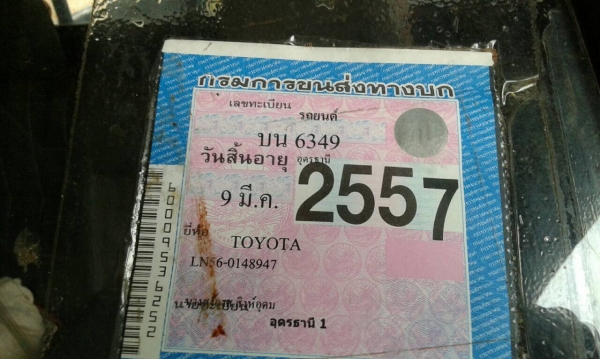 กรมการขนส่งทางบก
เลขทะเบียน รถยนต์
บน 6349
วันสิ้นอายุ อุดรธานี
9 มี.ค. 2557
ยี่ห้อ TOYOTA
LN56-0148947
นายทะเบียน
อุดรธานี 1
600095362552